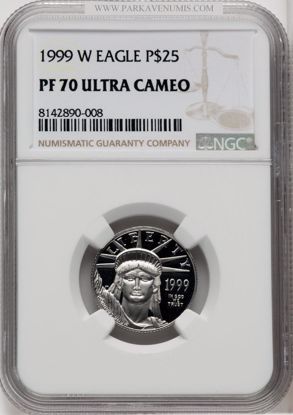 WWW.PARKAVENUMIS.COM
1999 W EAGLE P$25
PF 70 ULTRA CAMEO
8142890-008
NUMISMATIC GUARANTY COMPANY
NGC
LIBERTY
1999
IN GOD
WE
TRUST